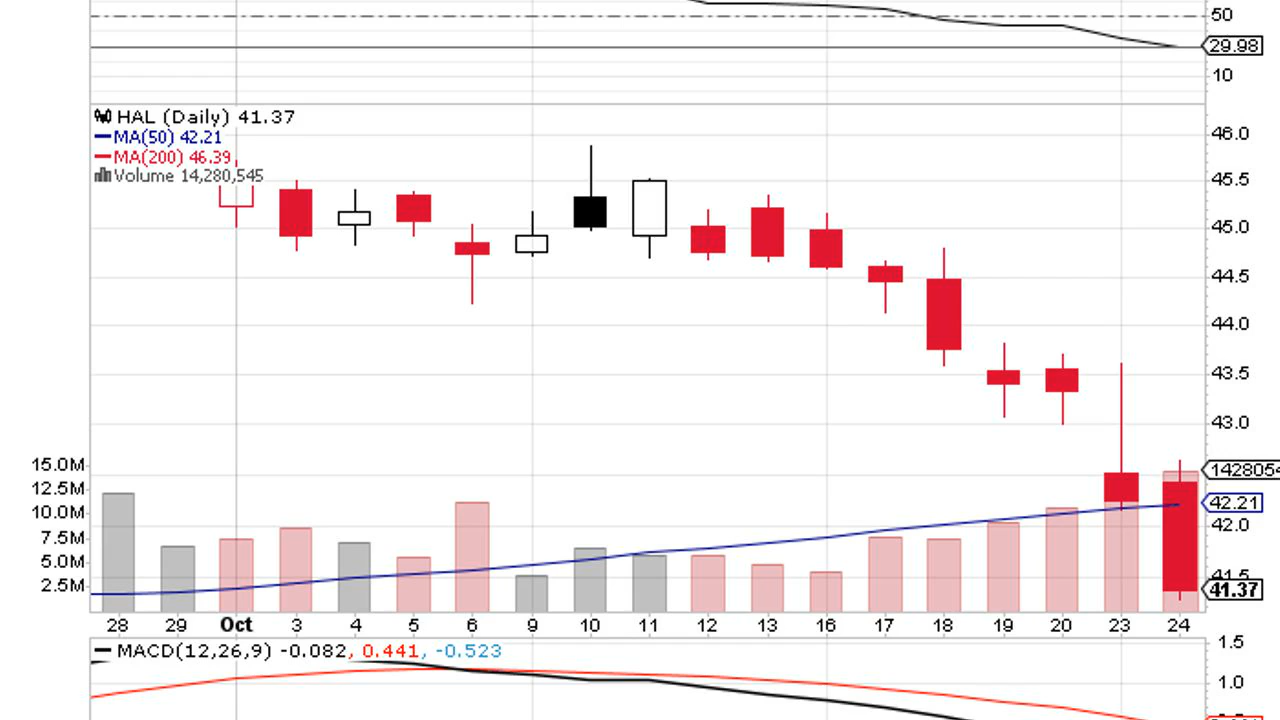 50
29.98
10
HAL (Daily) 41.37
MA(50) 42.21
MA(200) 46.39
Volume 14,280,545
46.0
45.5
45.0
44.5
44.0
43.5
43.0
15.0M
1428054
12.5M
42.21
10.0M
42.0
7.5M
5.0M
41.5
2.5M
41.37
28 29 Oct 3 4 5 6 9 10 11 12 13 16 17 18 19 20 23 24
MACD(12,26,9) -0.082, 0.441, -0.523
1.5
1.0